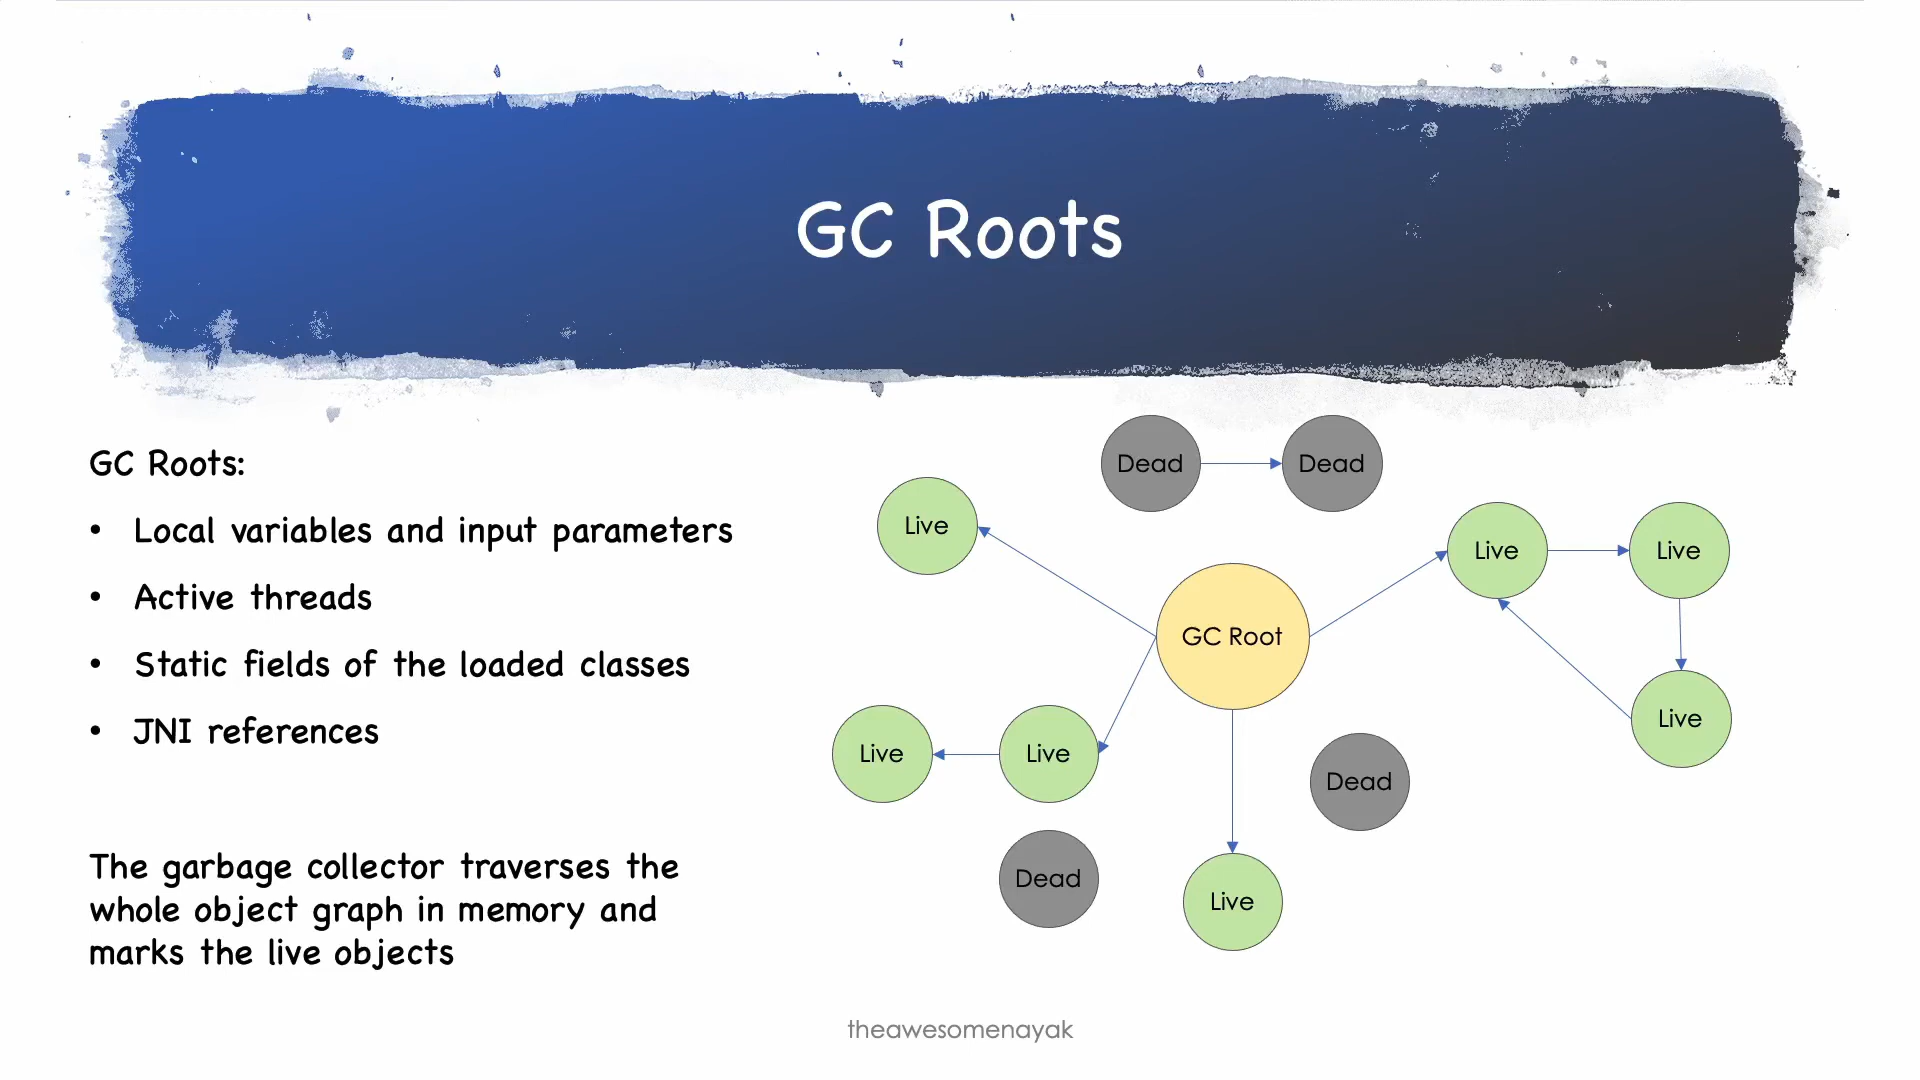 GC Roots
GC Roots:
• Local variables and input parameters
• Active threads
• Static fields of the loaded classes
• JNI references
The garbage collector traverses the
whole object graph in memory and
marks the live objects
Dead
Dead
Live
Live
Live
GC Root
Live
Live
Live
Dead
Dead
Live
theawesomenayak